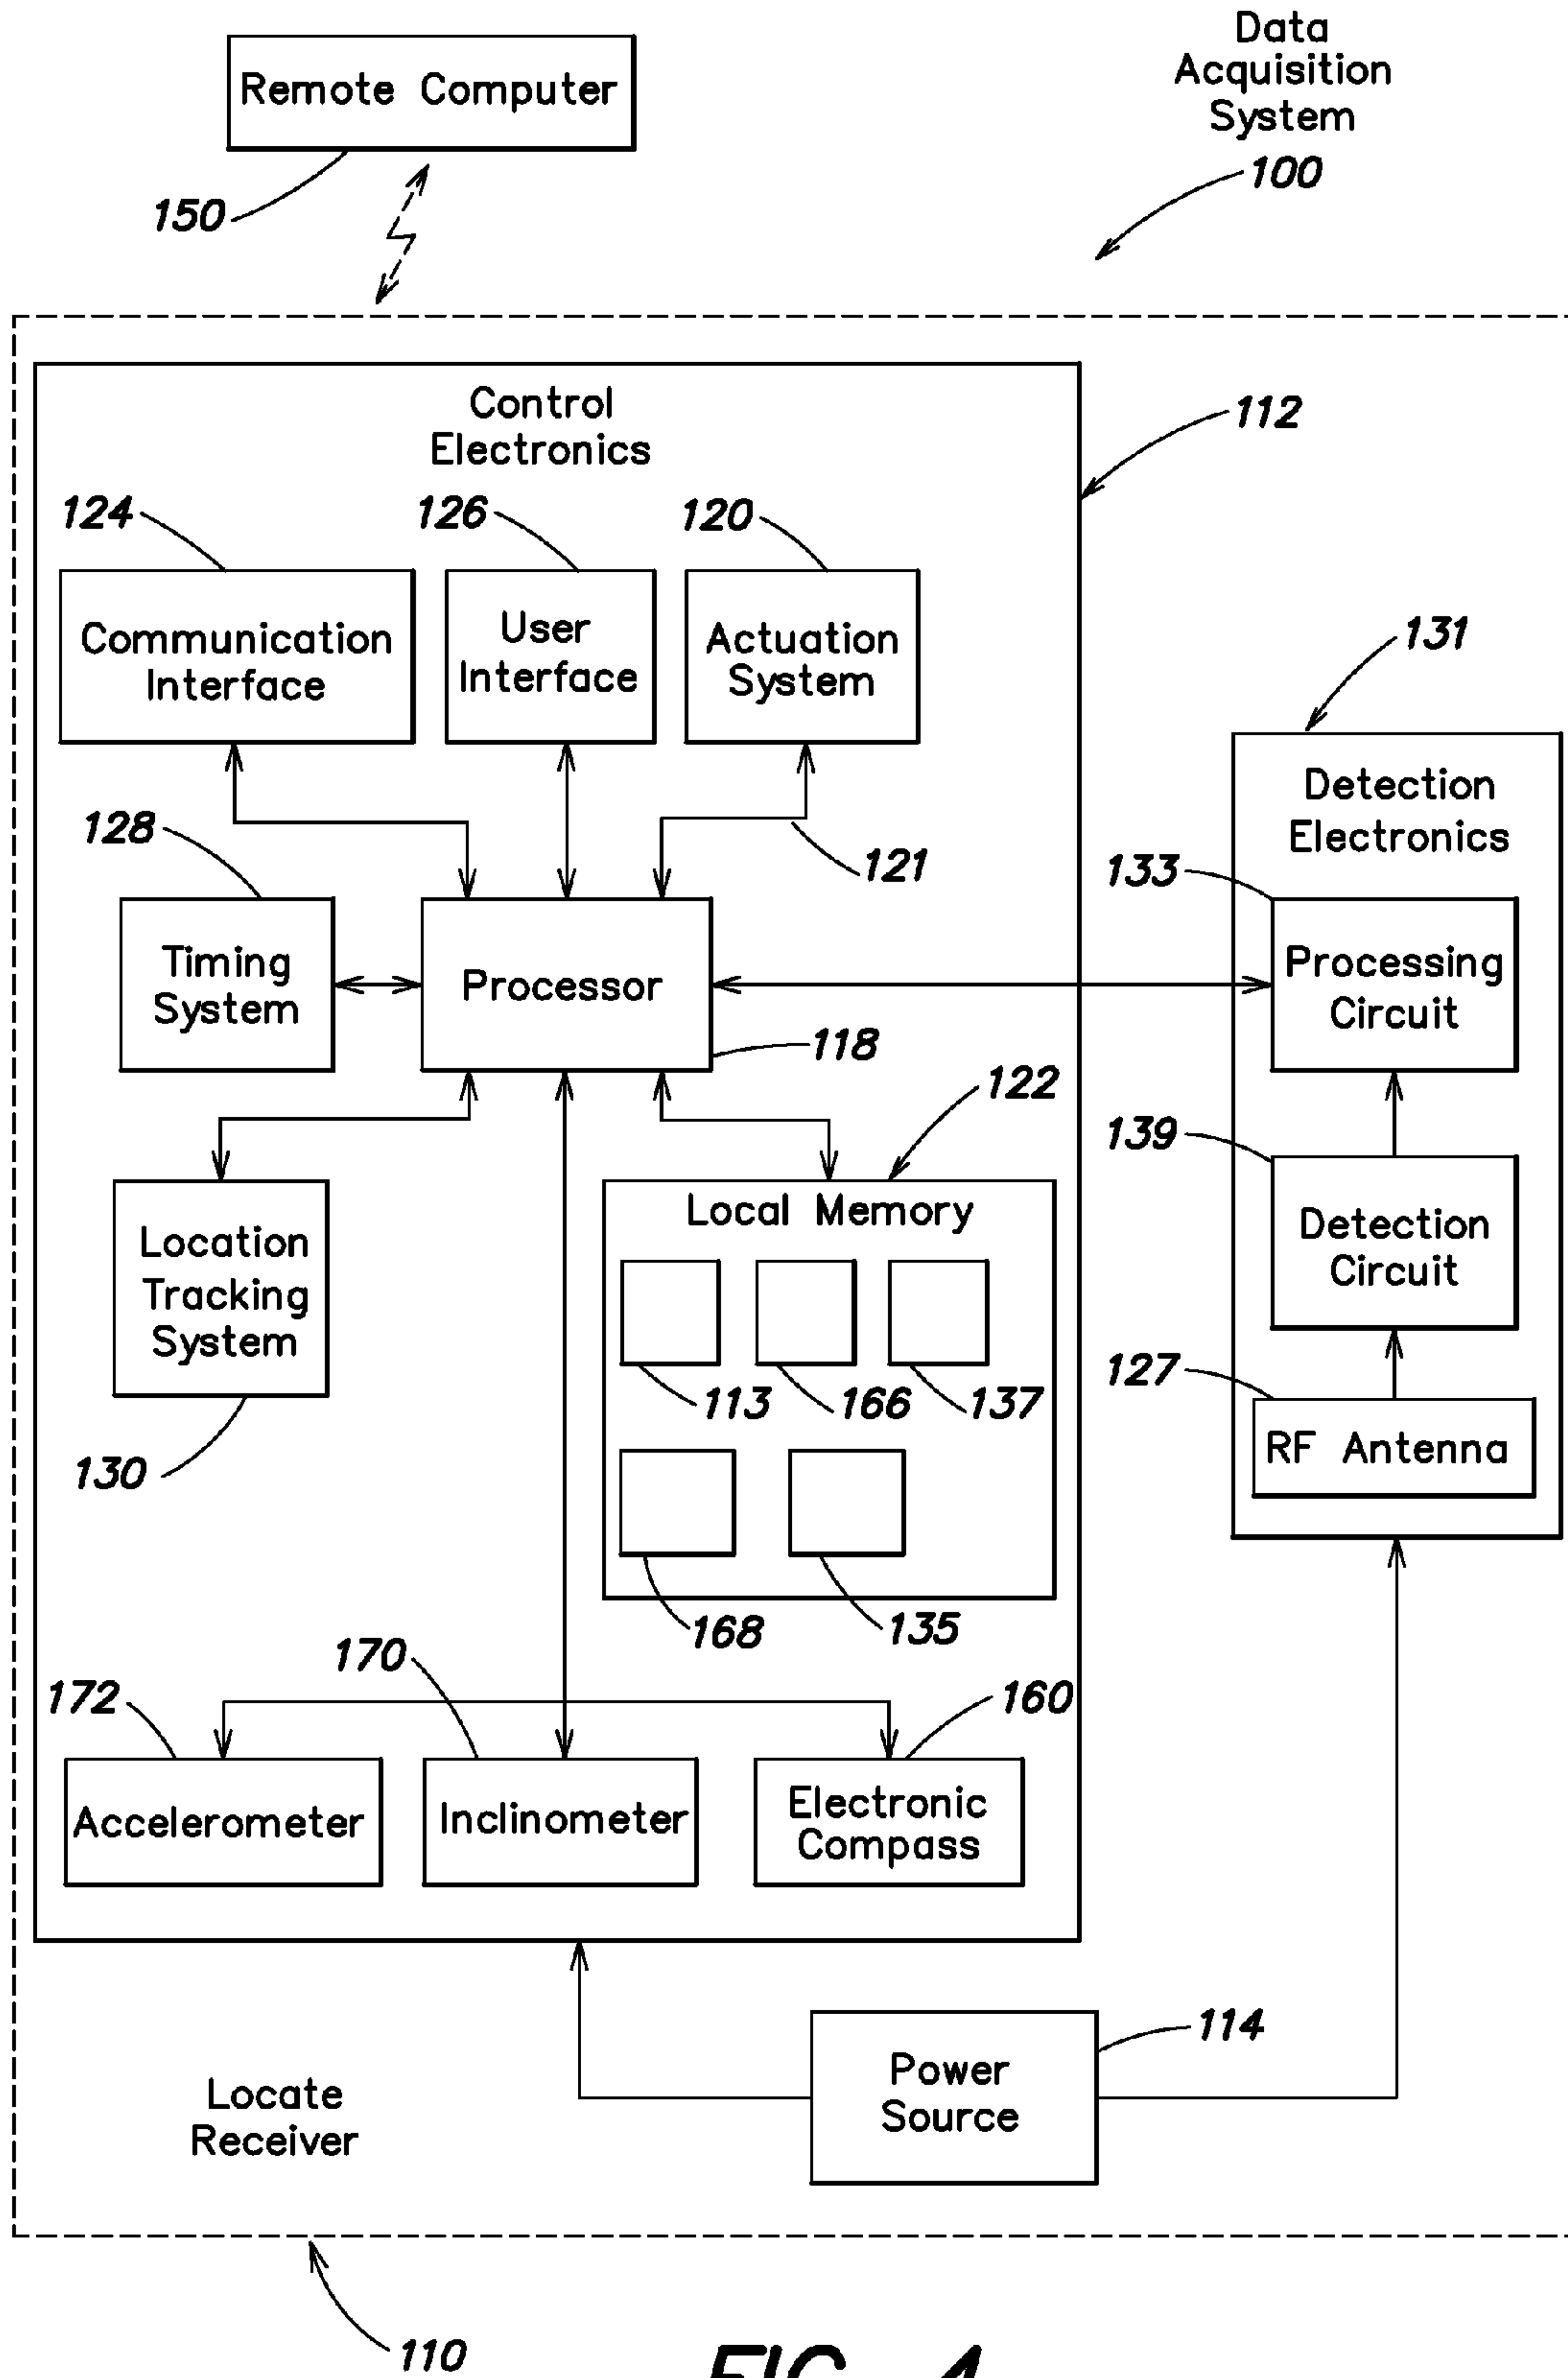 Data
Acquisition
System
100
Remote Computer
150
Control
Electronics
112
124
126
120
Communication
Interface
User
Interface
Actuation
System
131
Detection
Electronics
128
121
133
Timing
System
Processor
Processing
Circuit
118
122
139
Location
Tracking
System
Local Memory
Detection
Circuit
113
166
137
127
RF Antenna
130
168
135
170
172
160
Accelerometer
Inclinometer
Electronic
Compass
114
Power
Source
Locate
Receiver
110
FIG. 4